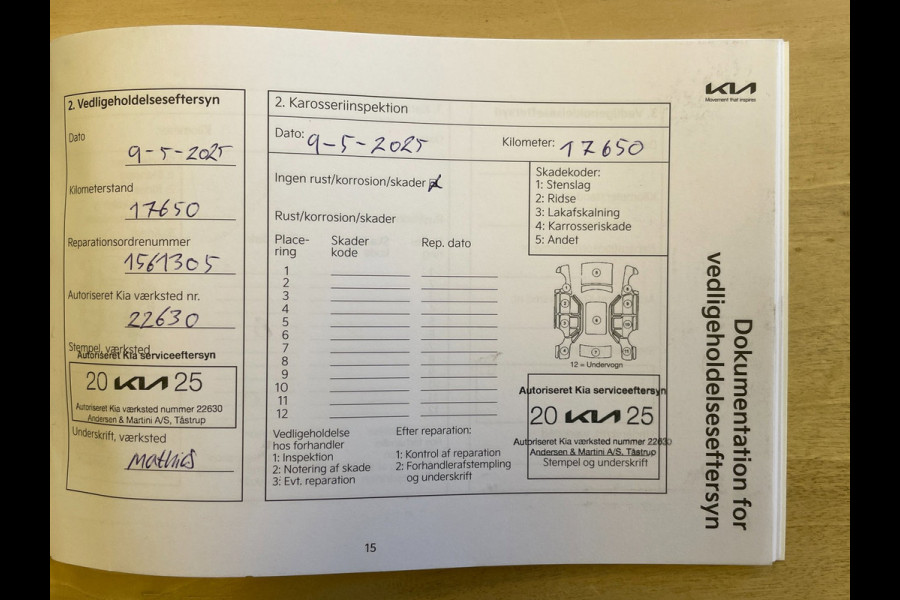 KIA
Movement that inspires
2. Vedligeholdelseseftersyn
Dato
9-5-2025
Kilometerstand
17650
Reparationsordrenummer
1561305
Autoriseret Kia værksted nr.
22630
Stempel, værksted
Autoriseret Kia serviceeftersyn
20 KIA 25
Autoriseret Kia værksted nummer 22630
Andersen & Martini A/S, Tåstrup
Underskrift, værksted
Mathias
2. Karosseriinspektion
Dato: 9-5-2025
Kilometer: 17650
Ingen rust/korrosion/skader
Skadekoder:
1: Stenslag
2: Ridse
3: Lakafskalning
4: Karrosseriskade
5: Andet
Rust/korrosion/skader
Place-
ring
Skader
kode
Rep. dato
1
2
3
4
5
6
7
8
9
10
11
12
12 = Undervogn
Vedligeholdelse
hos forhandler
1: Inspektion
2: Notering af skade
3: Evt. reparation
Efter reparation:
1: Kontrol af reparation
2: Forhandlerafstempling
og underskrift
Autoriseret Kia serviceeftersyn
20 KIA 25
Autoriseret Kia værksted nummer 22630
Andersen & Martini A/S, Tåstrup
Stempel og underskrift
Dokumentation for
vedligeholdelseseftersyn
15